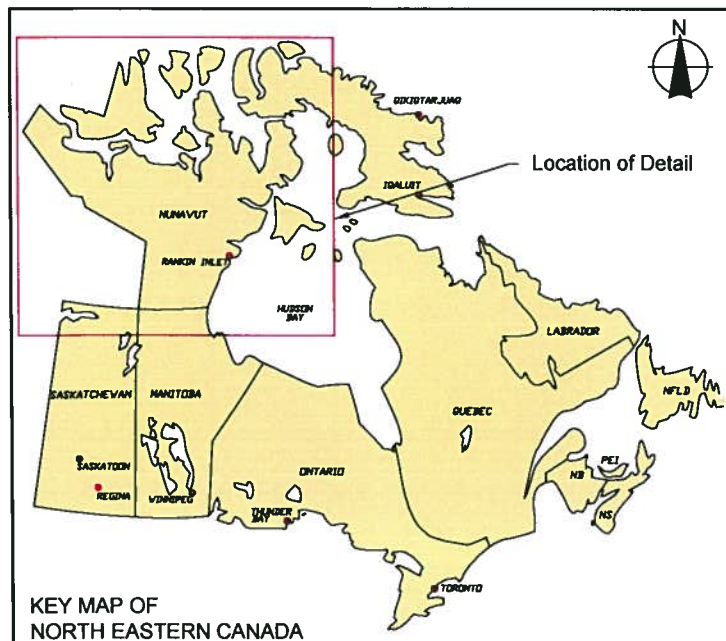 N
QIKIQTARJUAQ
Location of Detail
IQALUIT
NUNAVUT
RANKIN INLET
HUDSON
BAY
LABRADOR
SASKATCHEWAN
MANITOBA
NFLD
QUEBEC
SASKATOON
ONTARIO
PEI
NB
REGINA
WINNIPEG
THUNDER
BAY
NS
TORONTO
KEY MAP OF
NORTH EASTERN CANADA